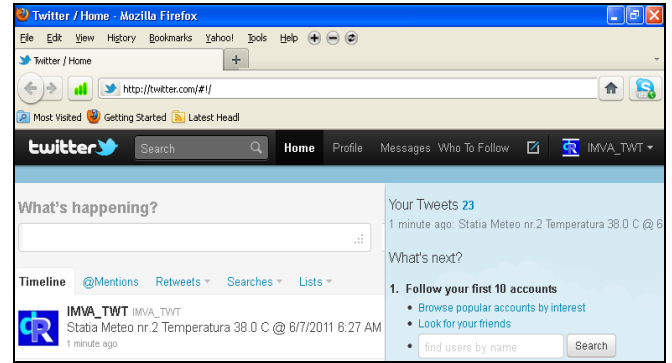 Twitter / Home - Mozilla Firefox
File Edit View History Bookmarks Yahoo! Tools Help
Twitter / Home
http://twitter.com/#!/
Most Visited Getting Started Latest Headl
twitter Search Home Profile Messages Who To Follow IMVA_TWT
What's happening?
Your Tweets 23
1 minute ago: Statia Meteo nr.2 Temperatura 38.0 C @ 6
What's next?
Timeline @Mentions Retweets Searches Lists
1. Follow your first 10 accounts
IMVA_TWT IMVA_TWT
Statia Meteo nr.2 Temperatura 38.0 C @ 6/7/2011 6:27 AM
1 minute ago
Browse popular accounts by interest
Look for your friends
find users by name Search